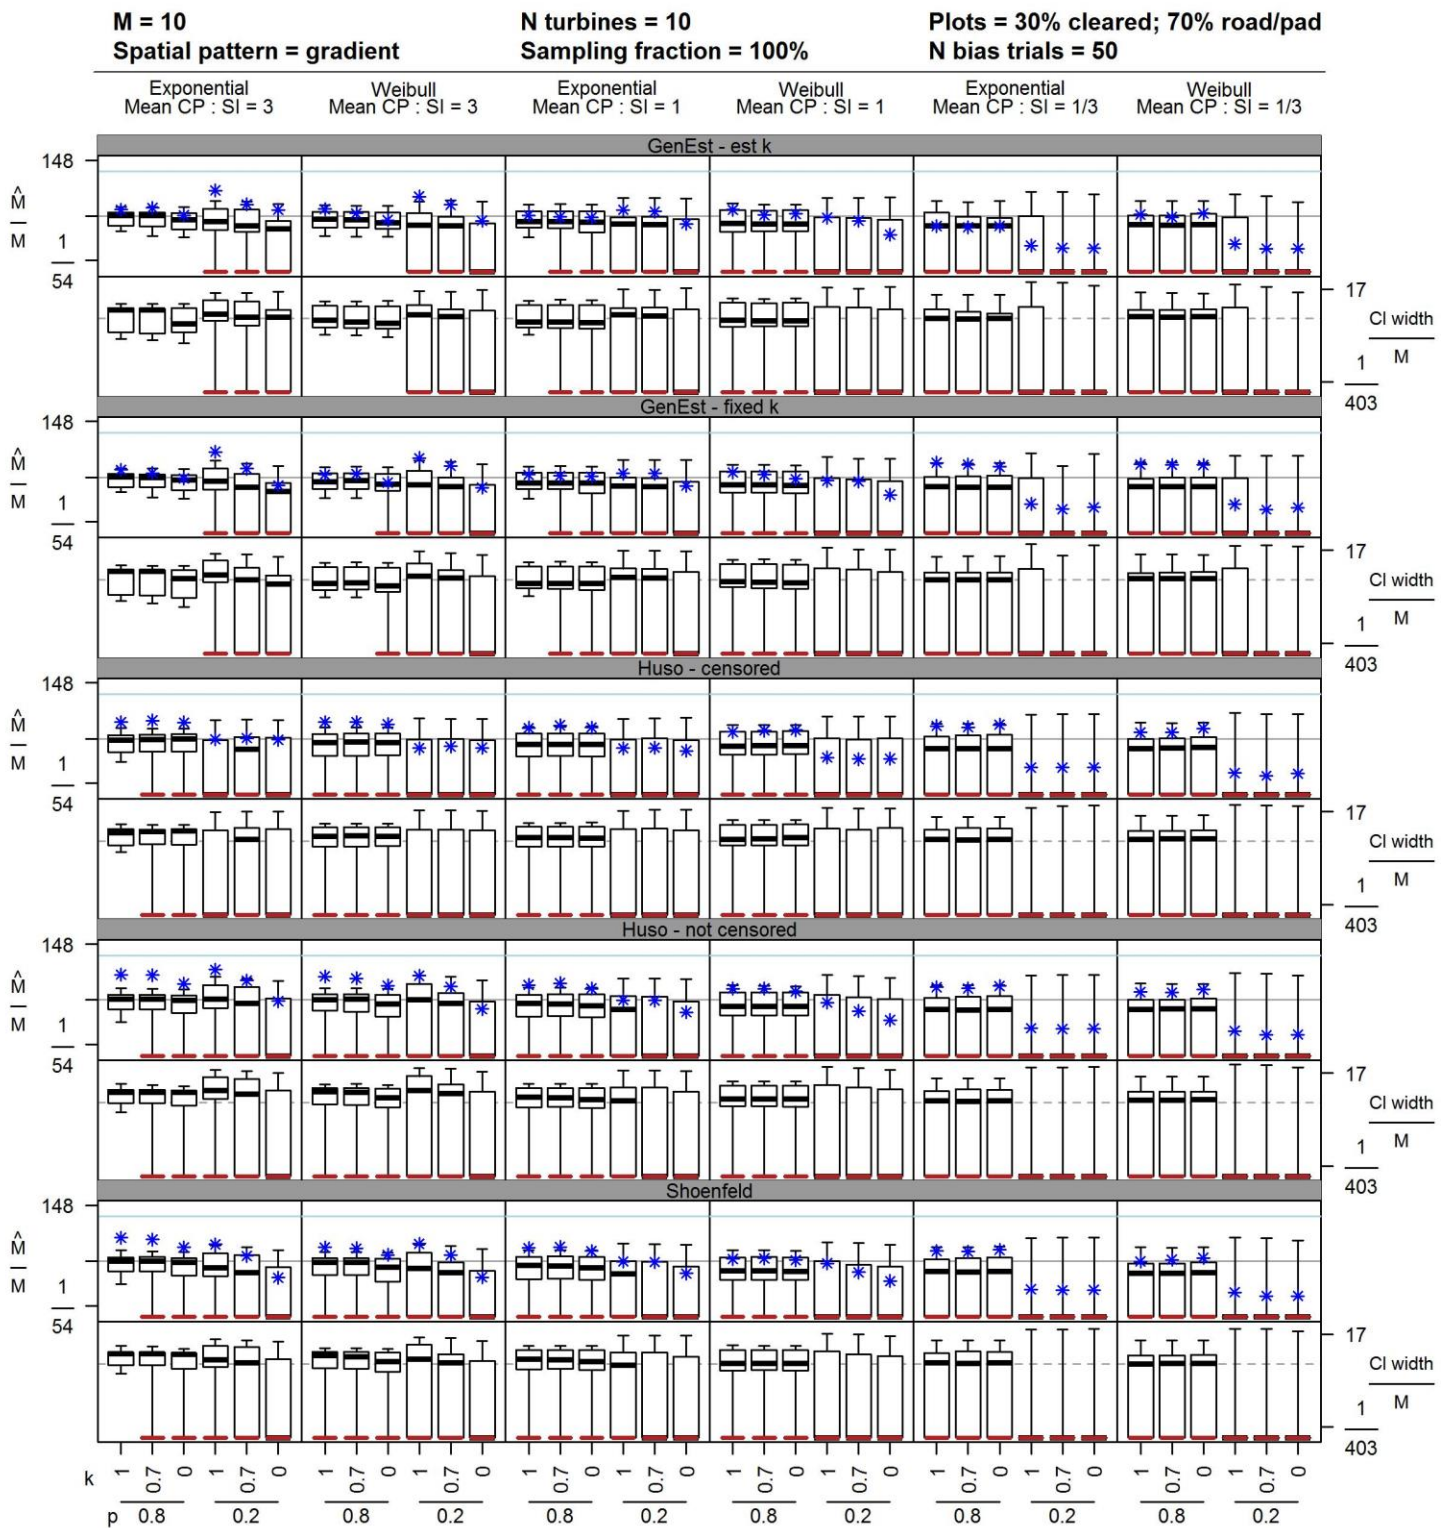 M = 10 N turbines = 10 Plots = 30% cleared; 70% road/pad
Spatial pattern = gradient Sampling fraction = 100% N bias trials = 50
Exponential Weibull Exponential Weibull Exponential Weibull
Mean CP : SI = 3 Mean CP : SI = 3 Mean CP : SI = 1 Mean CP : SI = 1 Mean CP : SI = 1/3 Mean CP : SI = 1/3
GenEst - est k
148
M̂
M
1
54
17
CI width
M
1
403
GenEst - fixed k
148
M̂
M
1
54
17
CI width
M
1
403
Huso - censored
148
M̂
M
1
54
17
CI width
M
1
403
Huso - not censored
148
M̂
M
1
54
17
CI width
M
1
403
Shoenfeld
148
M̂
M
1
54
17
CI width
M
1
403
k 1 0.7 0 1 0.7 0 1 0.7 0 1 0.7 0 1 0.7 0 1 0.7 0 1 0.7 0 1 0.7 0 1 0.7 0 1 0.7 0 1 0.7 0 1 0.7 0
p 0.8 0.2 0.8 0.2 0.8 0.2 0.8 0.2 0.8 0.2 0.8 0.2